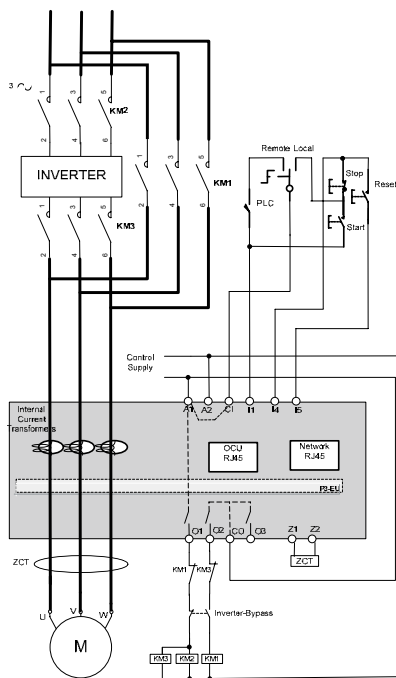 3
1 3 5
KM2
2 4 6
INVERTER
1 3 5
KM1
2 4 6
1 3 5
KM3
2 4 6
Remote Local
Stop
Reset
PLC
Start
Control
Supply
A1 A2 CI I1 I4 I5
Internal
Current
Transformers
OCU
RJ45
Network
RJ45
O1 O2 CO O3 Z1 Z2
ZCT
ZCT
KM1 KM3
Inverter-Bypass
U V W
M
KM3 KM2 KM1